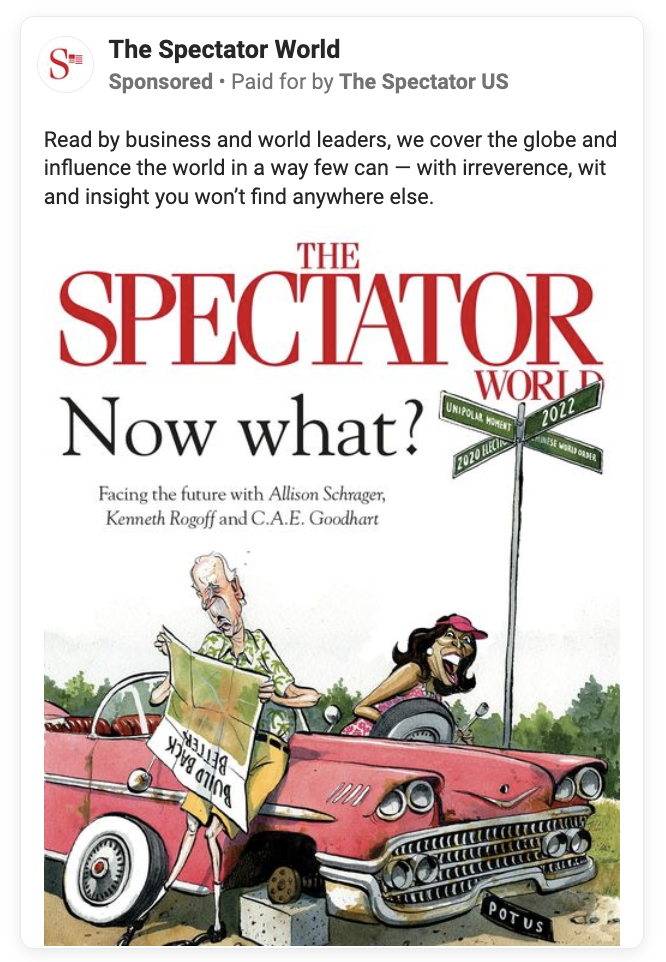 The Spectator World
Sponsored • Paid for by The Spectator US
Read by business and world leaders, we cover the globe and
influence the world in a way few can — with irreverence, wit
and insight you won’t find anywhere else.
THE
SPECTATOR
WORLD
Now what?
UNIPOLAR MOMENT
2022
2020 ELECTI
CHINESE WORLD ORDER
Facing the future with Allison Schrager,
Kenneth Rogoff and C.A.E. Goodhart
BUILD BACK
BETTER!
POTUS